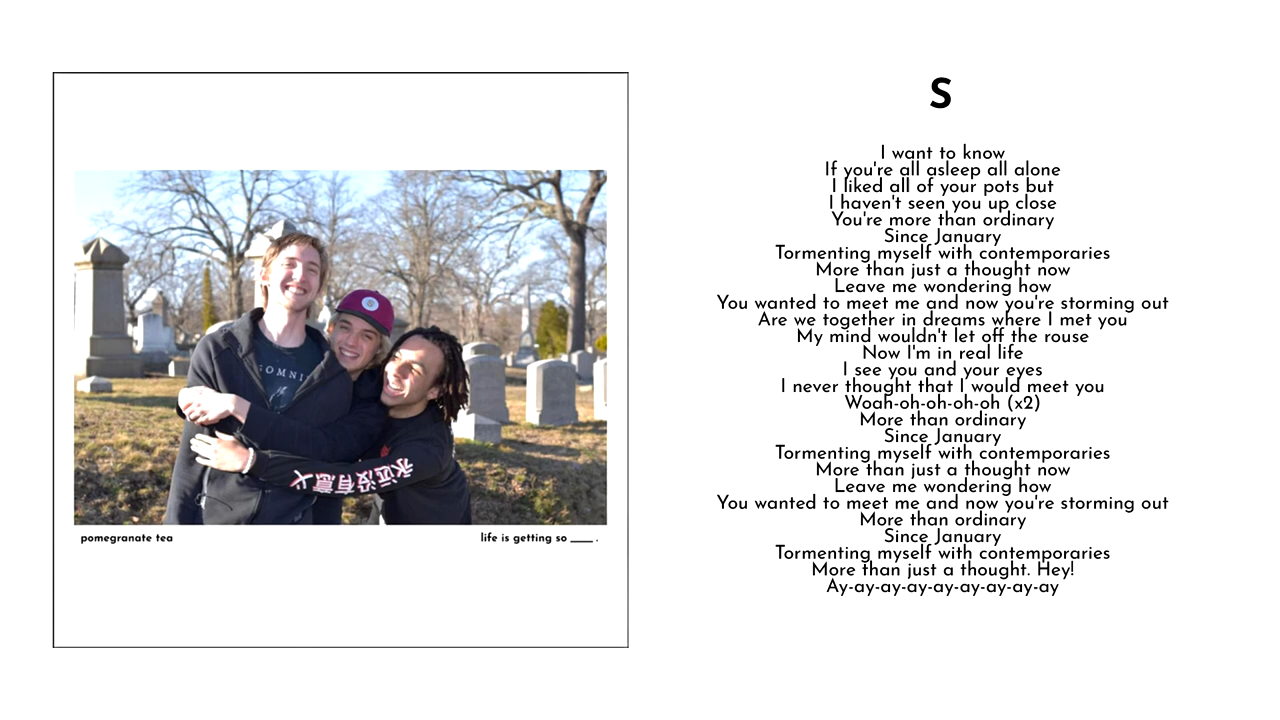 SOMNI
永远没有意义
pomegranate tea
life is getting so ____ .
S
I want to know
If you're all asleep all alone
I liked all of your pots but
I haven't seen you up close
You're more than ordinary
Since January
Tormenting myself with contemporaries
More than just a thought now
Leave me wondering how
You wanted to meet me and now you're storming out
Are we together in dreams where I met you
My mind wouldn't let off the rouse
Now I'm in real life
I see you and your eyes
I never thought that I would meet you
Woah-oh-oh-oh-oh (x2)
More than ordinary
Since January
Tormenting myself with contemporaries
More than just a thought now
Leave me wondering how
You wanted to meet me and now you're storming out
More than ordinary
Since January
Tormenting myself with contemporaries
More than just a thought. Hey!
Ay-ay-ay-ay-ay-ay-ay-ay-ay